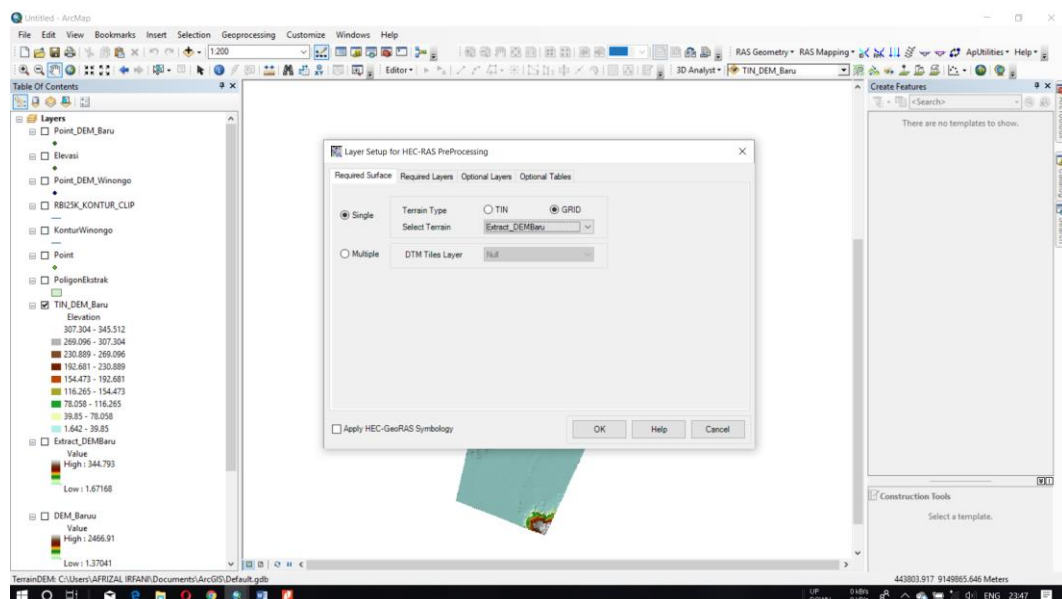 Untitled - ArcMap
File Edit View Bookmarks Insert Selection Geoprocessing Customize Windows Help
1:200
RAS Geometry RAS Mapping ApUtilities Help
Editor 3D Analyst TIN_DEM_Baru
Table Of Contents
Layers
Point_DEM_Baru
Elevasi
Point_DEM_Winongo
RBI25K_KONTUR_CLIP
KonturWinongo
Point
PoligonEkstrak
TIN_DEM_Baru
Elevation
307.304 - 345.512
269.096 - 307.304
230.889 - 269.096
192.681 - 230.889
154.473 - 192.681
116.265 - 154.473
78.058 - 116.265
39.85 - 78.058
1.642 - 39.85
Extract_DEMBaru
Value
High : 344.793
Low : 1.67168
DEM_Baruu
Value
High : 2466.91
Low : 1.37041
Layer Setup for HEC-RAS PreProcessing
Required Surface Required Layers Optional Layers Optional Tables
Single Terrain Type TIN GRID
Select Terrain Extract_DEMBaru
Multiple DTM Tiles Layer Null
Apply HEC-GeoRAS Symbology OK Help Cancel
Create Features
<Search>
There are no templates to show.
Construction Tools
Select a template.
TerrainDEM: C:\Users\AFRIZAL IRFANI\Documents\ArcGIS\Default.gdb
443803.917 9149865.646 Meters
UP
ENG 23:47